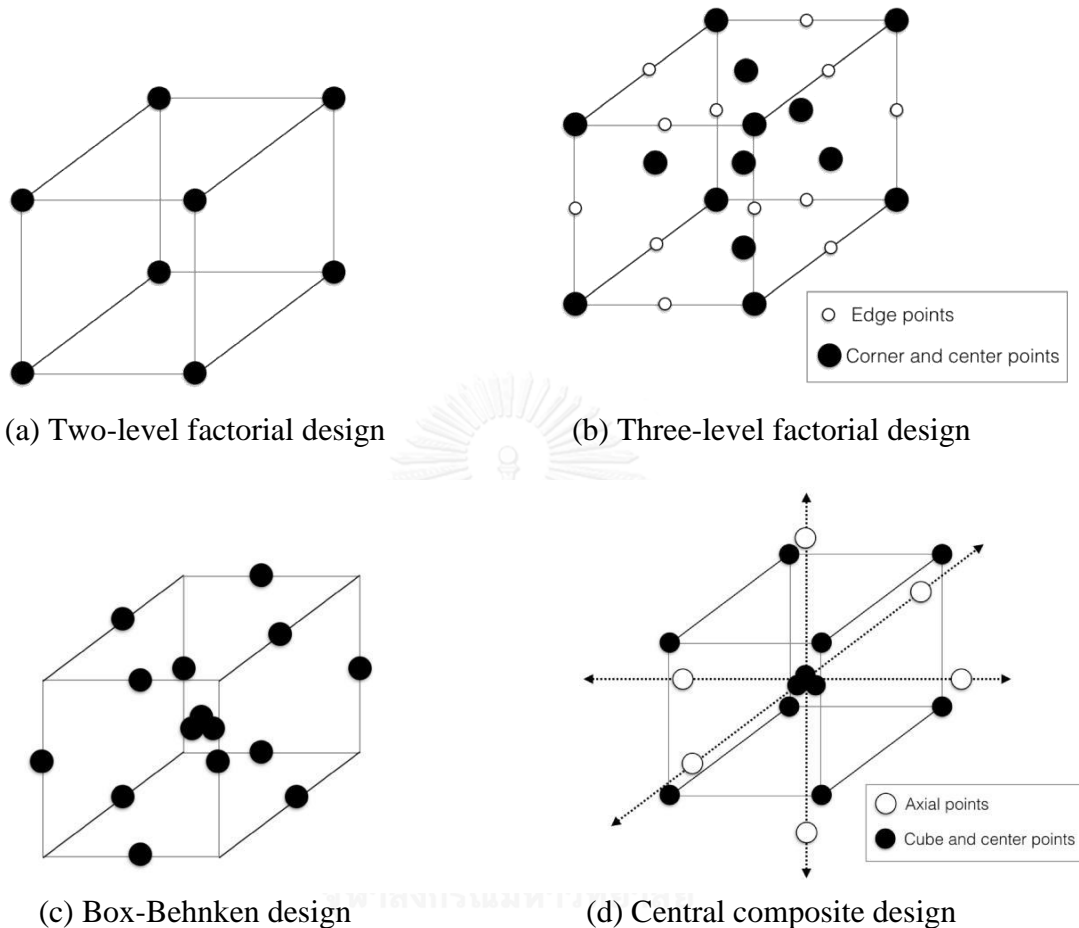 Edge points
Corner and center points
(a) Two-level factorial design
(b) Three-level factorial design
Axial points
Cube and center points
(c) Box-Behnken design
(d) Central composite design